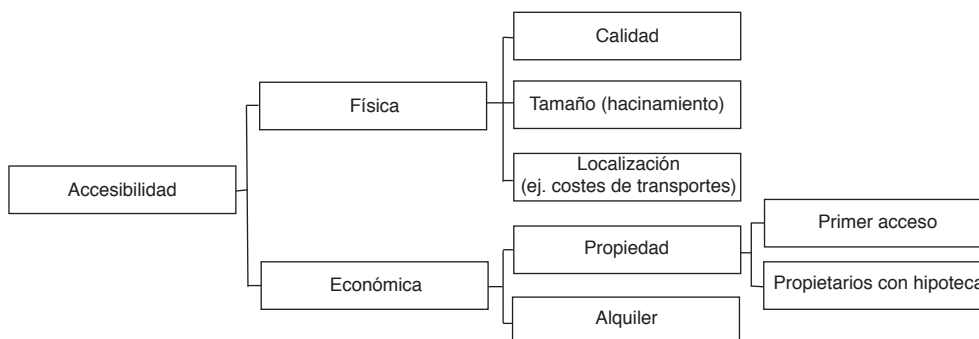 Calidad
Física
Tamaño (hacinamiento)
Localización
(ej. costes de transportes)
Accesibilidad
Económica
Propiedad
Primer acceso
Propietarios con hipoteca
Alquiler